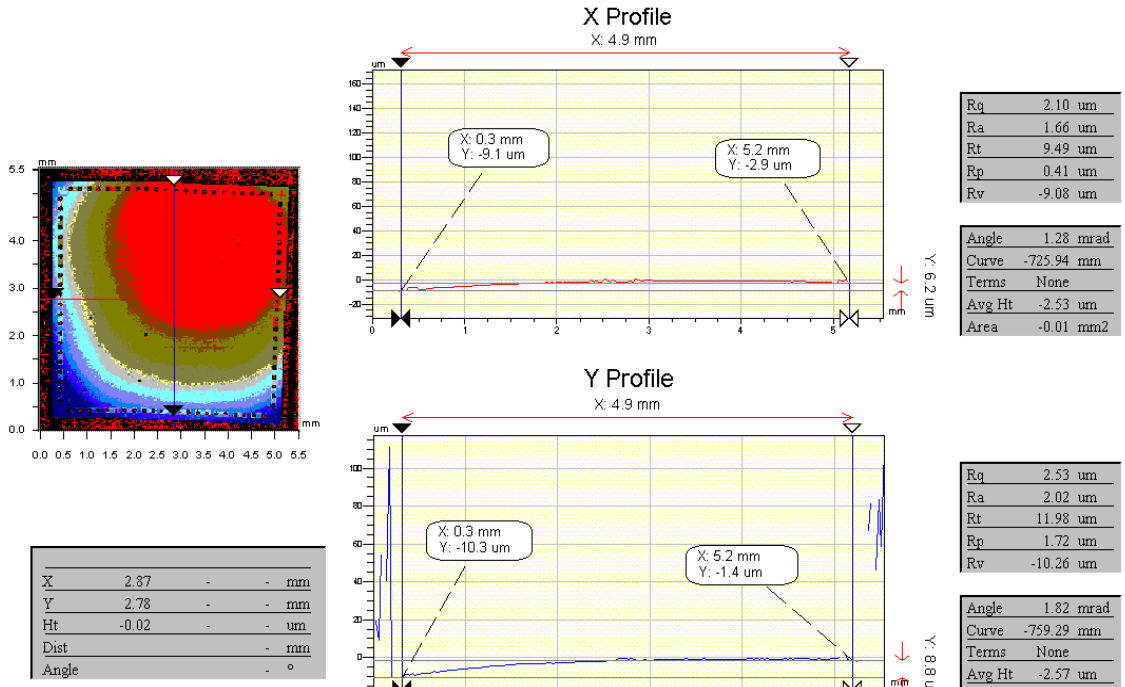 X Profile
X: 4.9 mm
um
160
140
120
100
80
60
40
20
0
-20
X: 0.3 mm
Y: -9.1 um
X: 5.2 mm
Y: -2.9 um
Y: 6.2 um
mm
0 1 2 3 4 5
Rq 2.10 um
Ra 1.66 um
Rt 9.49 um
Rp 0.41 um
Rv -9.08 um
Angle 1.28 mrad
Curve -725.94 mm
Terms None
Avg Ht -2.53 um
Area -0.01 mm2
mm
5.5
4.0
3.0
2.0
1.0
0.0
mm
0.0 0.5 1.0 1.5 2.0 2.5 3.0 3.5 4.0 4.5 5.0 5.5
X 2.87 - - mm
Y 2.78 - - mm
Ht -0.02 - - um
Dist - mm
Angle - °
Y Profile
X: 4.9 mm
um
100
80
60
40
20
0
X: 0.3 mm
Y: -10.3 um
X: 5.2 mm
Y: -1.4 um
Y: 8.8 u
mm
Rq 2.53 um
Ra 2.02 um
Rt 11.98 um
Rp 1.72 um
Rv -10.26 um
Angle 1.82 mrad
Curve -759.29 mm
Terms None
Avg Ht -2.57 um